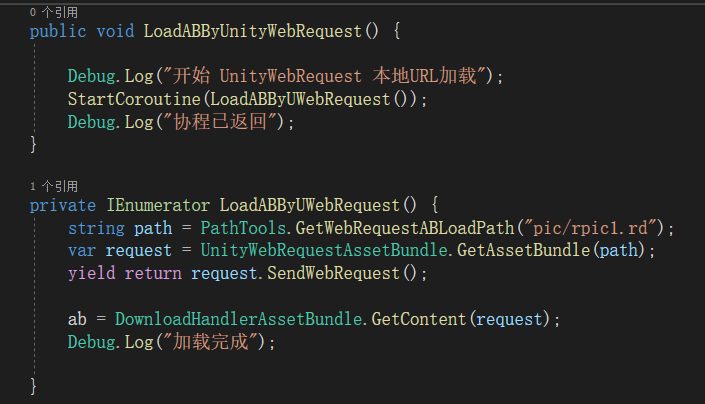 0 个引用
public void LoadABByUnityWebRequest() {
Debug.Log("开始 UnityWebRequest 本地URL加载");
StartCoroutine(LoadABByUWebRequest());
Debug.Log("协程已返回");
}
1 个引用
private IEnumerator LoadABByUWebRequest() {
string path = PathTools.GetWebRequestABLoadPath("pic/rpic1.rd");
var request = UnityWebRequestAssetBundle.GetAssetBundle(path);
yield return request.SendWebRequest();
ab = DownloadHandlerAssetBundle.GetContent(request);
Debug.Log("加载完成");
}